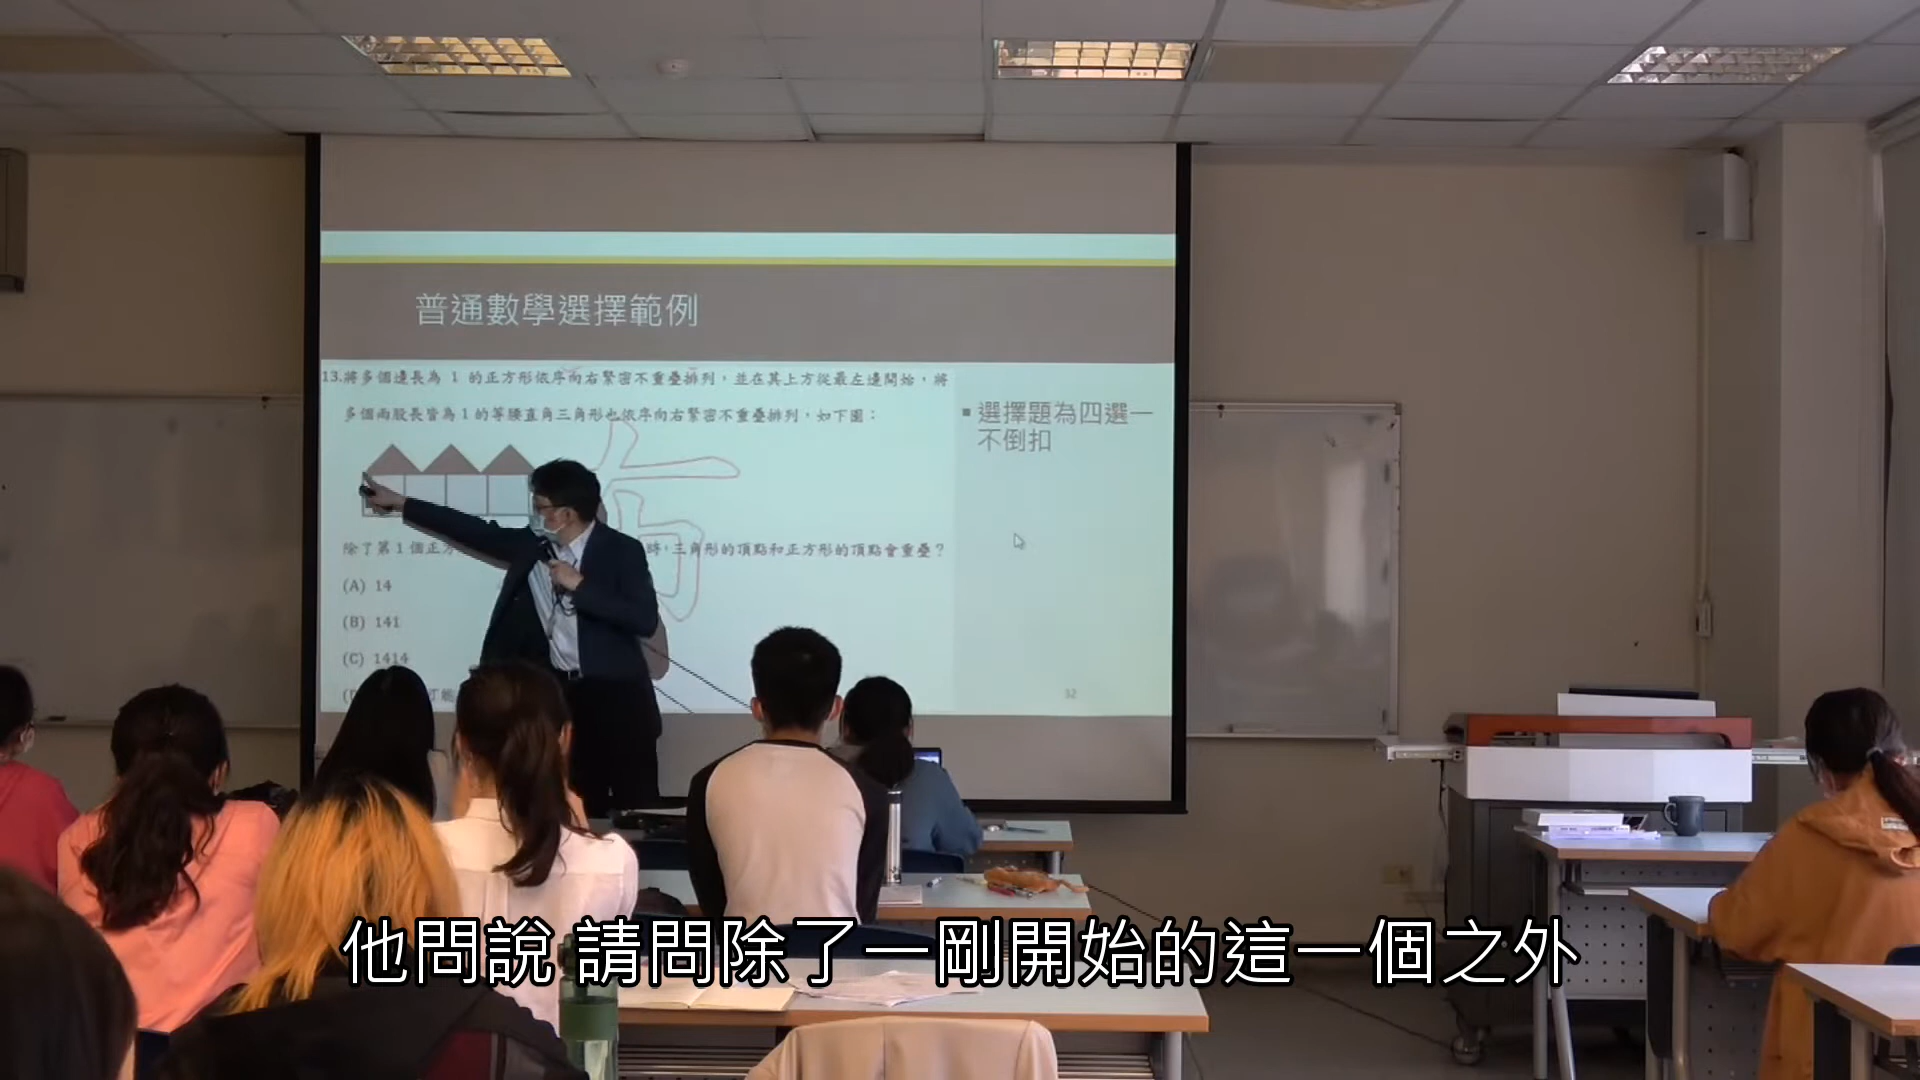 普通數學選擇範例
13.將多個邊長為 1 的正方形依序向右緊密不重疊排列，並在其上方從最左邊開始，將
多個兩股長皆為1的等腰直角三角形也依序向右緊密不重疊排列，如下圖：
▪ 選擇題為四選一
不倒扣
除了第1個正方
時，三角形的頂點和正方形的頂點會重疊？
(A) 14
(B) 141
(C) 1414
32
他問說 請問除了一剛開始的這一個之外